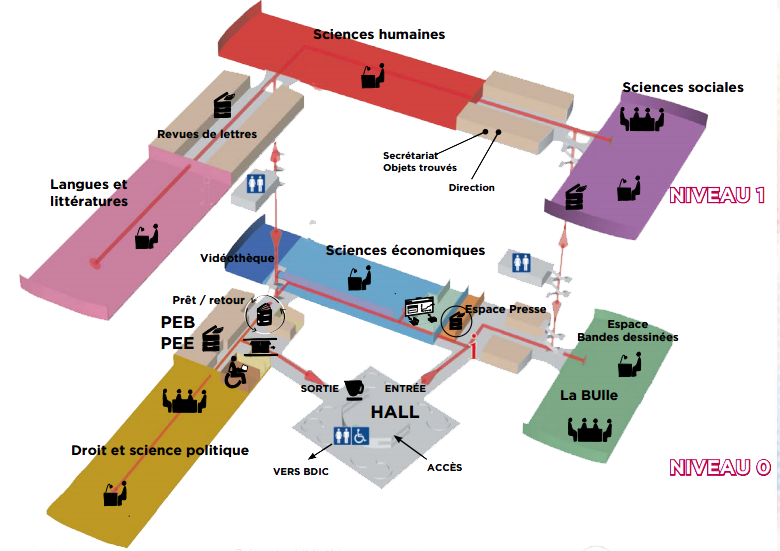 Sciences humaines
Sciences sociales
Revues de lettres
Secrétariat
Objets trouvés
Direction
Langues et
littératures
NIVEAU 1
Vidéothèque
Sciences économiques
Prêt / retour
Espace Presse
PEB
PEE
i
Espace
Bandes dessinées
SORTIE
ENTRÉE
La BUlle
HALL
Droit et science politique
VERS BDIC
ACCÈS
NIVEAU 0